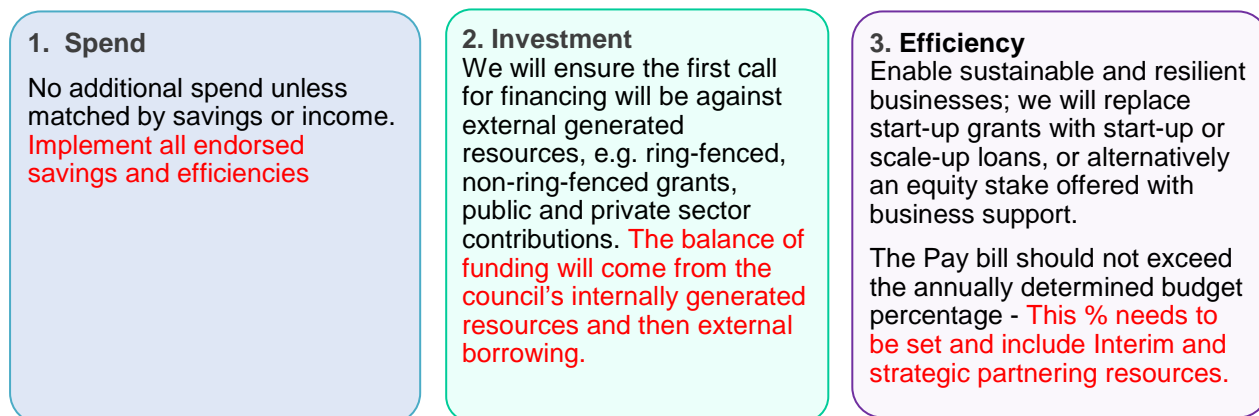 1. Spend
No additional spend unless
matched by savings or income.
Implement all endorsed
savings and efficiencies
2. Investment
We will ensure the first call
for financing will be against
external generated
resources, e.g. ring-fenced,
non-ring-fenced grants,
public and private sector
contributions. The balance of
funding will come from the
council’s internally generated
resources and then external
borrowing.
3. Efficiency
Enable sustainable and resilient
businesses; we will replace
start-up grants with start-up or
scale-up loans, or alternatively
an equity stake offered with
business support.
The Pay bill should not exceed
the annually determined budget
percentage - This % needs to
be set and include Interim and
strategic partnering resources.